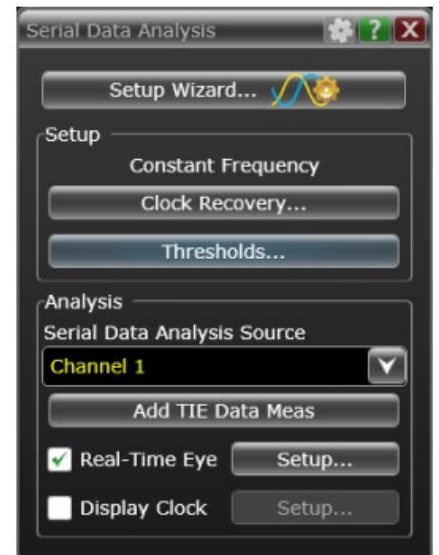 Serial Data Analysis ?  X
Setup Wizard...
Setup
Constant Frequency
Clock Recovery...
Thresholds...
Analysis
Serial Data Analysis Source
Channel 1
Add TIE Data Meas
Real-Time Eye Setup...
Display Clock Setup...